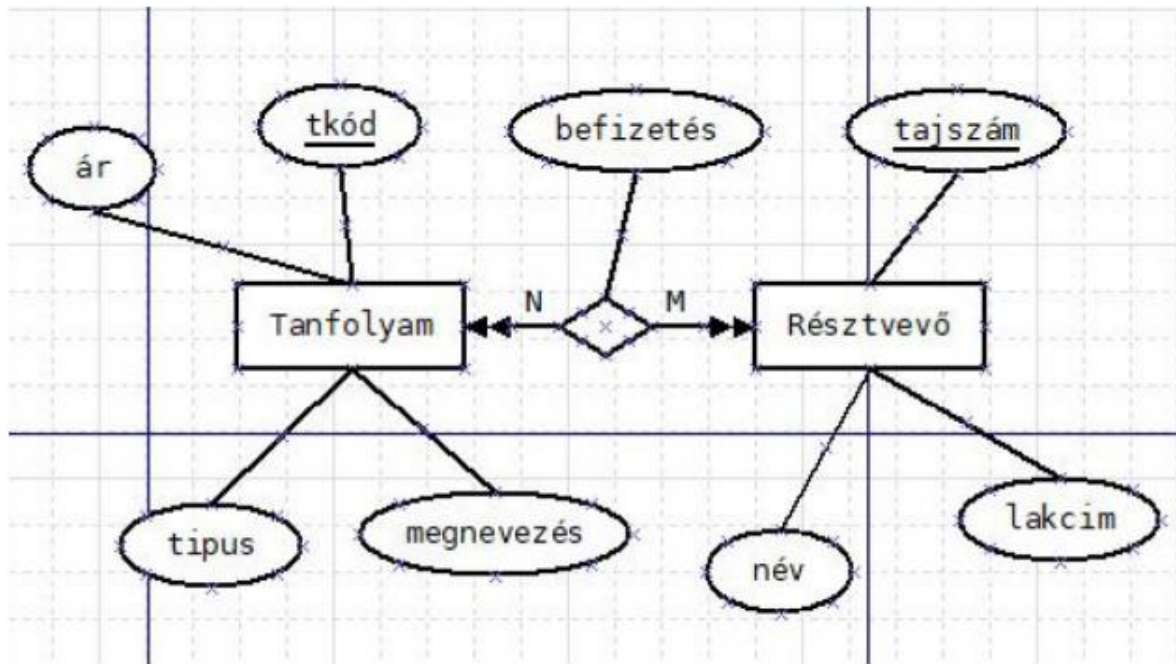 ár
tkód
befizetés
tajszám
Tanfolyam
N
M
Résztvevő
tipus
megnevezés
név
lakcim